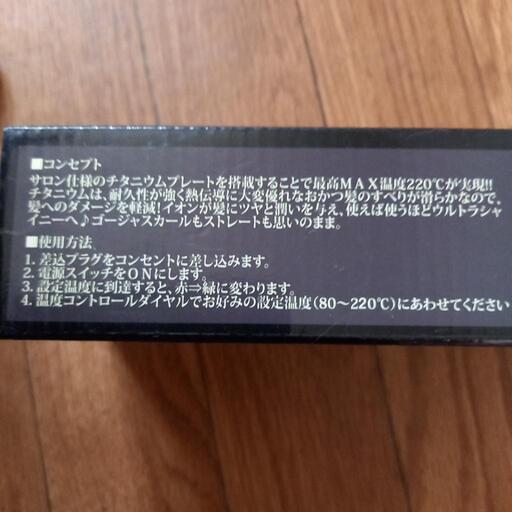 ■コンセプト
サロン仕様のチタニウムプレートを搭載することで最高MAX温度220℃が実現!!
チタニウムは、耐久性が強く熱伝導に大変優れなおかつ髪のすべりが滑らかなので、
髪へのダメージを軽減!イオンが髪にツヤと潤いを与え、使えば使うほどウルトラシャ
イニーヘ♪ゴージャスカールもストレートも思いのまま。
■使用方法
1. 差込プラグをコンセントに差し込みます。
2. 電源スイッチをONにします。
3. 設定温度に到達すると、赤⇒緑に変わります。
4. 温度コントロールダイヤルでお好みの設定温度(80〜220℃)にあわせてください